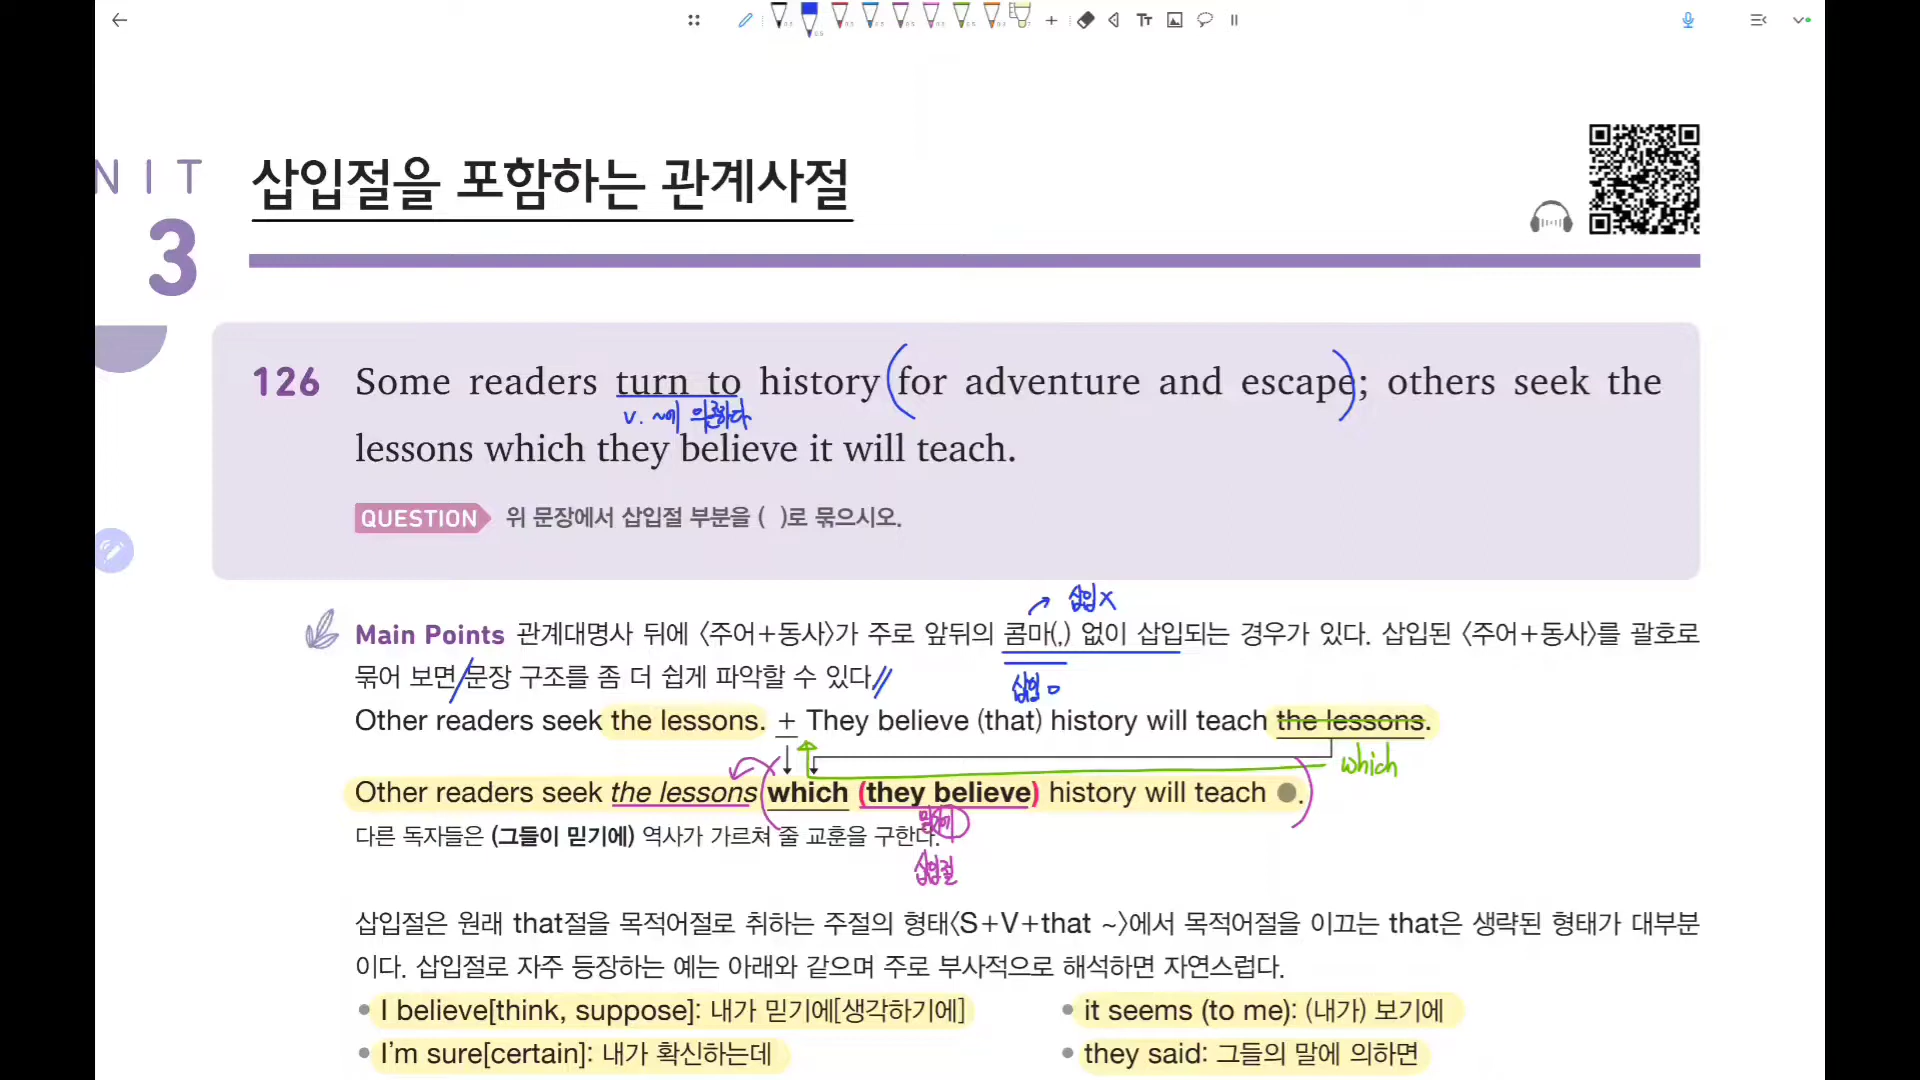 NIT
3
삽입절을 포함하는 관계사절
126 Some readers turn to history (for adventure and escape); others seek the
v. ~에 의존하다
lessons which they believe it will teach.
QUESTION 위 문장에서 삽입절 부분을 ( )로 묶으시오.
삽입 X
Main Points 관계대명사 뒤에 〈주어+동사〉가 주로 앞뒤의 콤마(,) 없이 삽입되는 경우가 있다. 삽입된 〈주어+동사〉를 괄호로
묶어 보면/문장 구조를 좀 더 쉽게 파악할 수 있다.//
삽입 o
Other readers seek the lessons. + They believe (that) history will teach the lessons.
which
Other readers seek the lessons (which (they believe) history will teach ●.)
믿기에
다른 독자들은 (그들이 믿기에) 역사가 가르쳐 줄 교훈을 구한다.
삽입절
삽입절은 원래 that절을 목적어절로 취하는 주절의 형태〈S+V+that ~〉에서 목적어절을 이끄는 that은 생략된 형태가 대부분
이다. 삽입절로 자주 등장하는 예는 아래와 같으며 주로 부사적으로 해석하면 자연스럽다.
● I believe[think, suppose]: 내가 믿기에[생각하기에] ● it seems (to me): (내가) 보기에
● I'm sure[certain]: 내가 확신하는데 ● they said: 그들의 말에 의하면